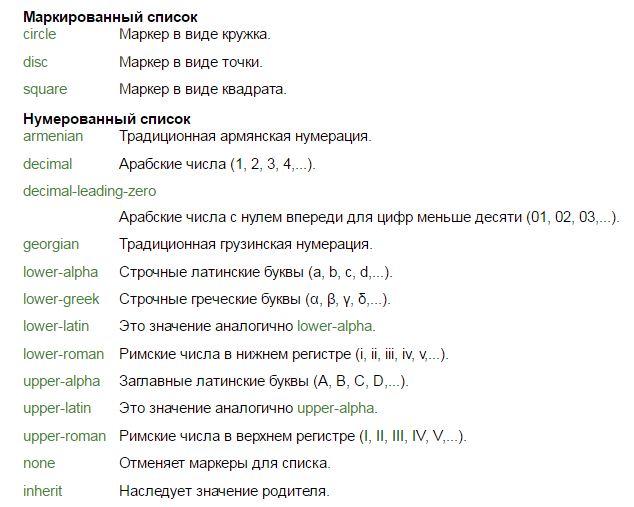 Маркированный список
circle Маркер в виде кружка.
disc Маркер в виде точки.
square Маркер в виде квадрата.
Нумерованный список
armenian Традиционная армянская нумерация.
decimal Арабские числа (1, 2, 3, 4,...).
decimal-leading-zero
Арабские числа с нулем впереди для цифр меньше десяти (01, 02, 03,...).
georgian Традиционная грузинская нумерация.
lower-alpha Строчные латинские буквы (a, b, c, d,...).
lower-greek Строчные греческие буквы (α, β, γ, δ,...).
lower-latin Это значение аналогично lower-alpha.
lower-roman Римские числа в нижнем регистре (i, ii, iii, iv, v,...).
upper-alpha Заглавные латинские буквы (A, B, C, D,...).
upper-latin Это значение аналогично upper-alpha.
upper-roman Римские числа в верхнем регистре (I, II, III, IV, V,...).
none Отменяет маркеры для списка.
inherit Наследует значение родителя.